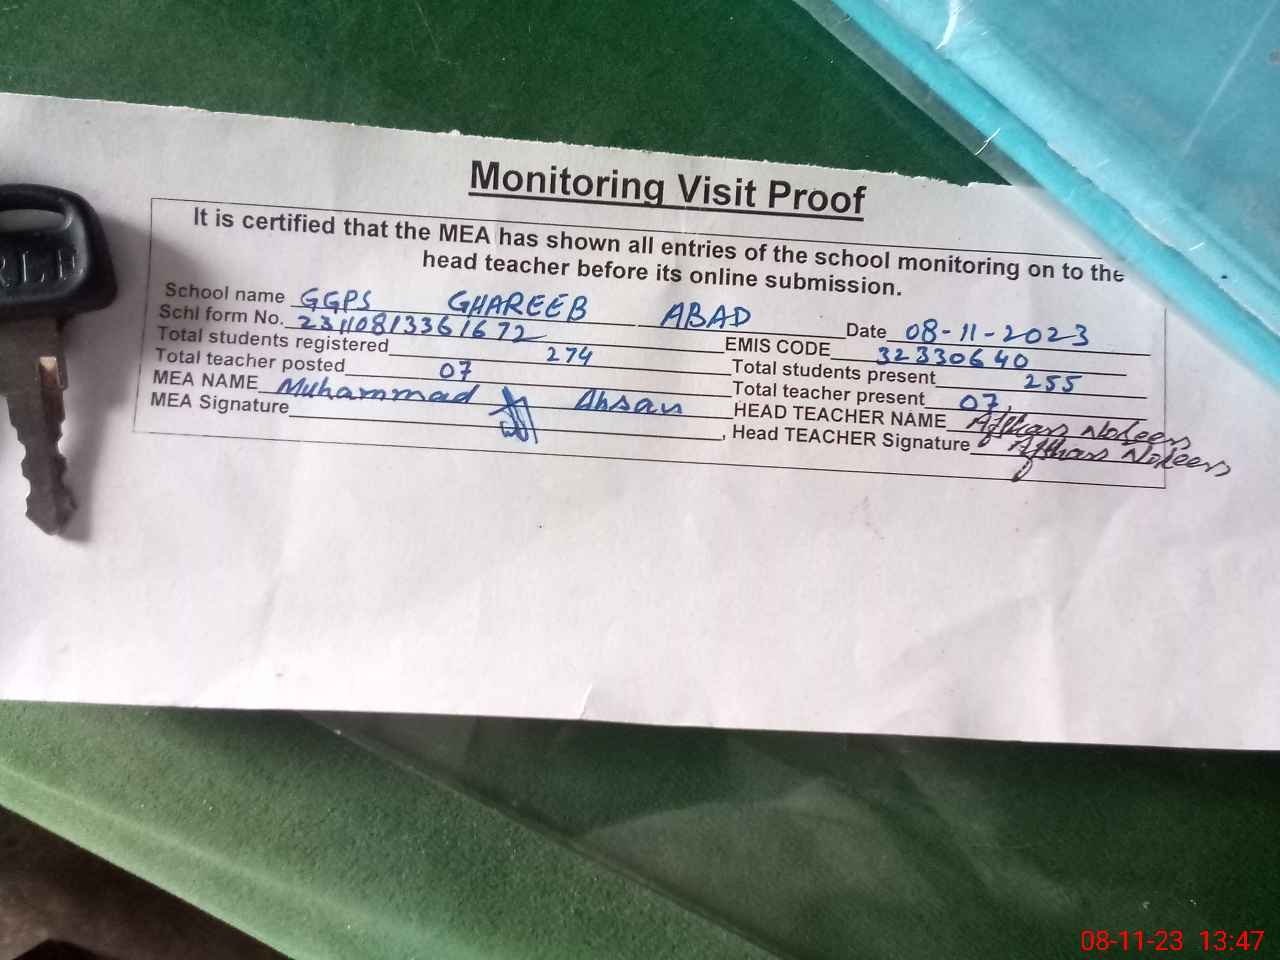 Monitoring Visit Proof
It is certified that the MEA has shown all entries of the school monitoring on to the
head teacher before its online submission.
School name GGPS GHAREEB ABAD Date 08-11-2023
Schl form No. 23110813361672 EMIS CODE 32330640
Total students registered 274 Total students present 255
Total teacher posted 07 Total teacher present 07
MEA NAME Muhammad Ahsan HEAD TEACHER NAME
MEA Signature , Head TEACHER Signature
08-11-23 13:47